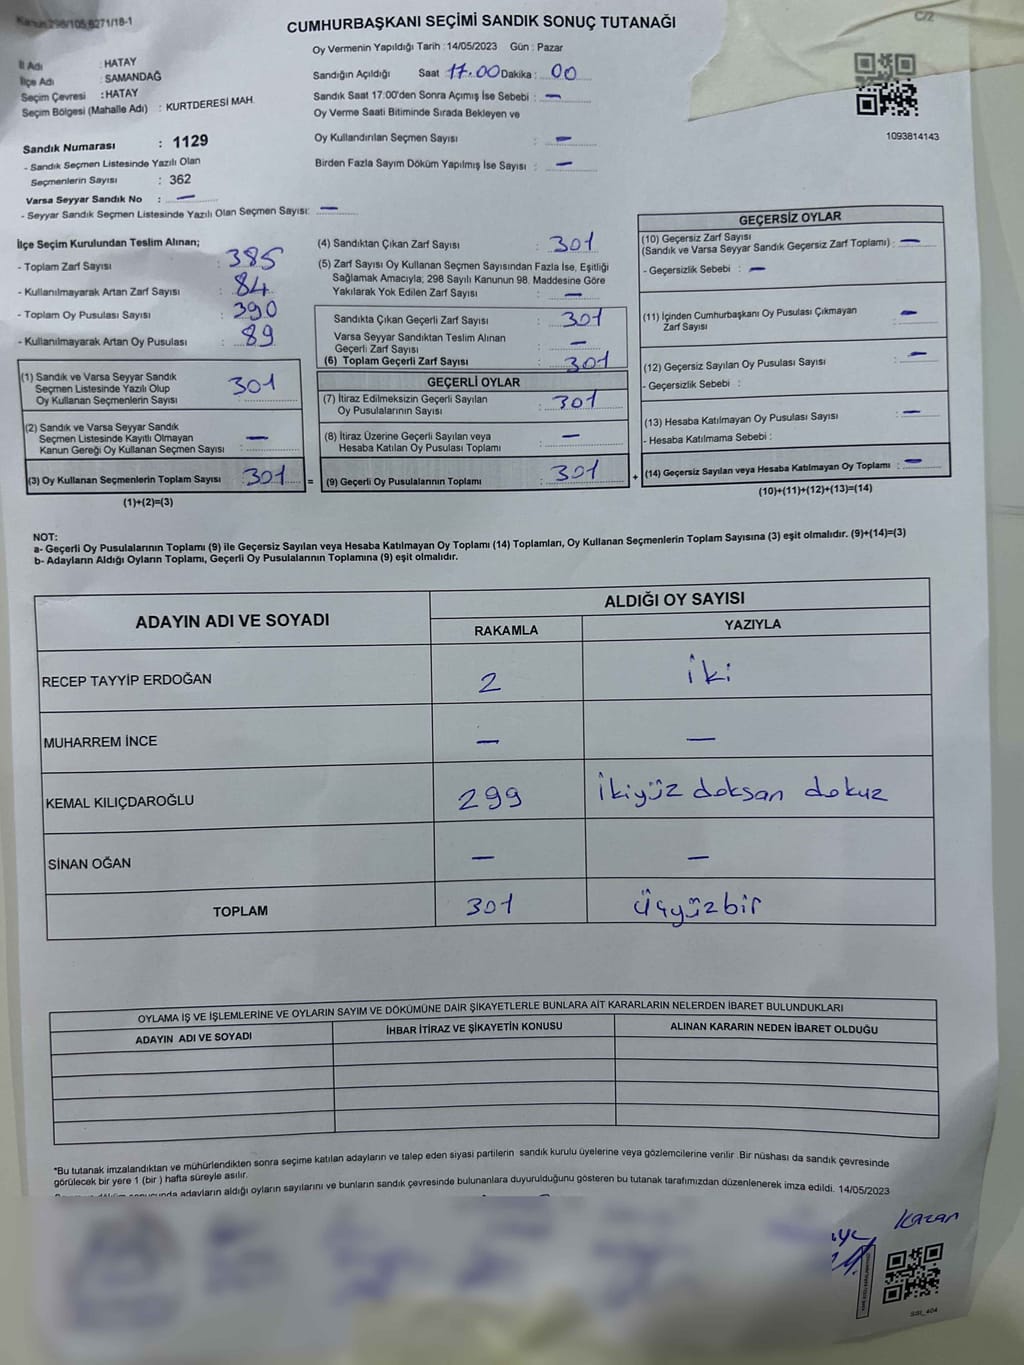 Kanun 298/105,6271/18-1
CUMHURBAŞKANI SEÇİMİ SANDIK SONUÇ TUTANAĞI
C/2
İl Adı : HATAY
İlçe Adı : SAMANDAĞ
Seçim Çevresi : HATAY
Seçim Bölgesi (Mahalle Adı) : KURTDERESİ MAH.
Sandık Numarası : 1129
- Sandık Seçmen Listesinde Yazılı Olan
Seçmenlerin Sayısı : 362
Varsa Seyyar Sandık No : —
- Seyyar Sandık Seçmen Listesinde Yazılı Olan Seçmen Sayısı: —
Oy Vermenin Yapıldığı Tarih : 14/05/2023 Gün : Pazar
Sandığın Açıldığı Saat 17.00 Dakika : 00
Sandık Saat 17:00'den Sonra Açımış İse Sebebi : —
Oy Verme Saati Bitiminde Sırada Bekleyen ve
Oy Kullandırılan Seçmen Sayısı : —
Birden Fazla Sayım Döküm Yapılmış İse Sayısı : —
1093814143
İlçe Seçim Kurulundan Teslim Alınan;
- Toplam Zarf Sayısı : 385
- Kullanılmayarak Artan Zarf Sayısı : 84
- Toplam Oy Pusulası Sayısı : 390
- Kullanılmayarak Artan Oy Pusulası : 89
(1) Sandık ve Varsa Seyyar Sandık
Seçmen Listesinde Yazılı Olup
Oy Kullanan Seçmenlerin Sayısı : 301
(2) Sandık ve Varsa Seyyar Sandık
Seçmen Listesinde Kayıtlı Olmayan
Kanun Gereği Oy Kullanan Seçmen Sayısı : —
(3) Oy Kullanan Seçmenlerin Toplam Sayısı : 301 =
(1)+(2)=(3)
(4) Sandıktan Çıkan Zarf Sayısı : 301
(5) Zarf Sayısı Oy Kullanan Seçmen Sayısından Fazla İse, Eşitliği
Sağlamak Amacıyla, 298 Sayılı Kanunun 98. Maddesine Göre
Yakılarak Yok Edilen Zarf Sayısı : —
Sandıkta Çıkan Geçerli Zarf Sayısı : 301
Varsa Seyyar Sandıktan Teslim Alınan
Geçerli Zarf Sayısı : —
(6) Toplam Geçerli Zarf Sayısı : 301
GEÇERLİ OYLAR
(7) İtiraz Edilmeksizin Geçerli Sayılan
Oy Pusulalarının Sayısı : 301
(8) İtiraz Üzerine Geçerli Sayılan veya
Hesaba Katılan Oy Pusulası Toplamı : —
(9) Geçerli Oy Pusulalarının Toplamı : 301 +
GEÇERSİZ OYLAR
(10) Geçersiz Zarf Sayısı
(Sandık ve Varsa Seyyar Sandık Geçersiz Zarf Toplamı) : —
- Geçersizlik Sebebi : —
(11) İçinden Cumhurbaşkanı Oy Pusulası Çıkmayan
Zarf Sayısı : —
(12) Geçersiz Sayılan Oy Pusulası Sayısı : —
- Geçersizlik Sebebi :
(13) Hesaba Katılmayan Oy Pusulası Sayısı : —
- Hesaba Katılmama Sebebi :
(14) Geçersiz Sayılan veya Hesaba Katılmayan Oy Toplamı : —
(10)+(11)+(12)+(13)=(14)
NOT:
a- Geçerli Oy Pusulalarının Toplamı (9) ile Geçersiz Sayılan veya Hesaba Katılmayan Oy Toplamı (14) Toplamları, Oy Kullanan Seçmenlerin Toplam Sayısına (3) eşit olmalıdır. (9)+(14)=(3)
b- Adayların Aldığı Oyların Toplamı, Geçerli Oy Pusulalarının Toplamına (9) eşit olmalıdır.
ADAYIN ADI VE SOYADI ALDIĞI OY SAYISI
RAKAMLA YAZIYLA
RECEP TAYYİP ERDOĞAN 2 iki
MUHARREM İNCE — —
KEMAL KILIÇDAROĞLU 299 ikiyüz doksan dokuz
SİNAN OĞAN — —
TOPLAM 301 Üçyüzbir
OYLAMA İŞ VE İŞLEMLERİNE VE OYLARIN SAYIM VE DÖKÜMÜNE DAİR ŞİKAYETLERLE BUNLARA AİT KARARLARIN NELERDEN İBARET BULUNDUKLARI
ADAYIN ADI VE SOYADI İHBAR İTİRAZ VE ŞİKAYETİN KONUSU ALINAN KARARIN NEDEN İBARET OLDUĞU
*Bu tutanak imzalandıktan ve mühürlendikten sonra seçime katılan adayların ve talep eden siyasi partilerin sandık kurulu üyelerine veya gözlemcilerine verilir. Bir nüshası da sandık çevresinde
görülecek bir yere 1 (bir ) hafta süreyle asılır.
sonucunda adayların aldığı oyların sayılarını ve bunların sandık çevresinde bulunanlara duyurulduğunu gösteren bu tutanak tarafımızdan düzenlenerek imza edildi. 14/05/2023
Kazan
SSI_404